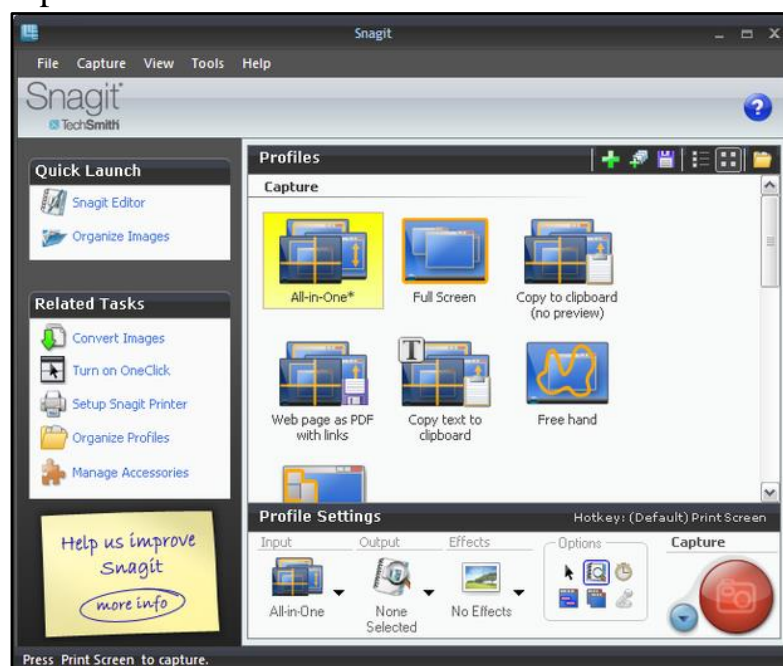 Snagit
File Capture View Tools Help
Snagit
TechSmith
?
Quick Launch
Snagit Editor
Organize Images
Related Tasks
Convert Images
Turn on OneClick
Setup Snagit Printer
Organize Profiles
Manage Accessories
Help us improve
Snagit
more info
Profiles
Capture
All-in-One*
Full Screen
Copy to clipboard
(no preview)
T
Web page as PDF
with links
Copy text to
clipboard
Free hand
Profile Settings
Hotkey: (Default) Print Screen
Input
Output
Effects
Options
Capture
All-in-One
None
Selected
No Effects
Press Print Screen to capture.